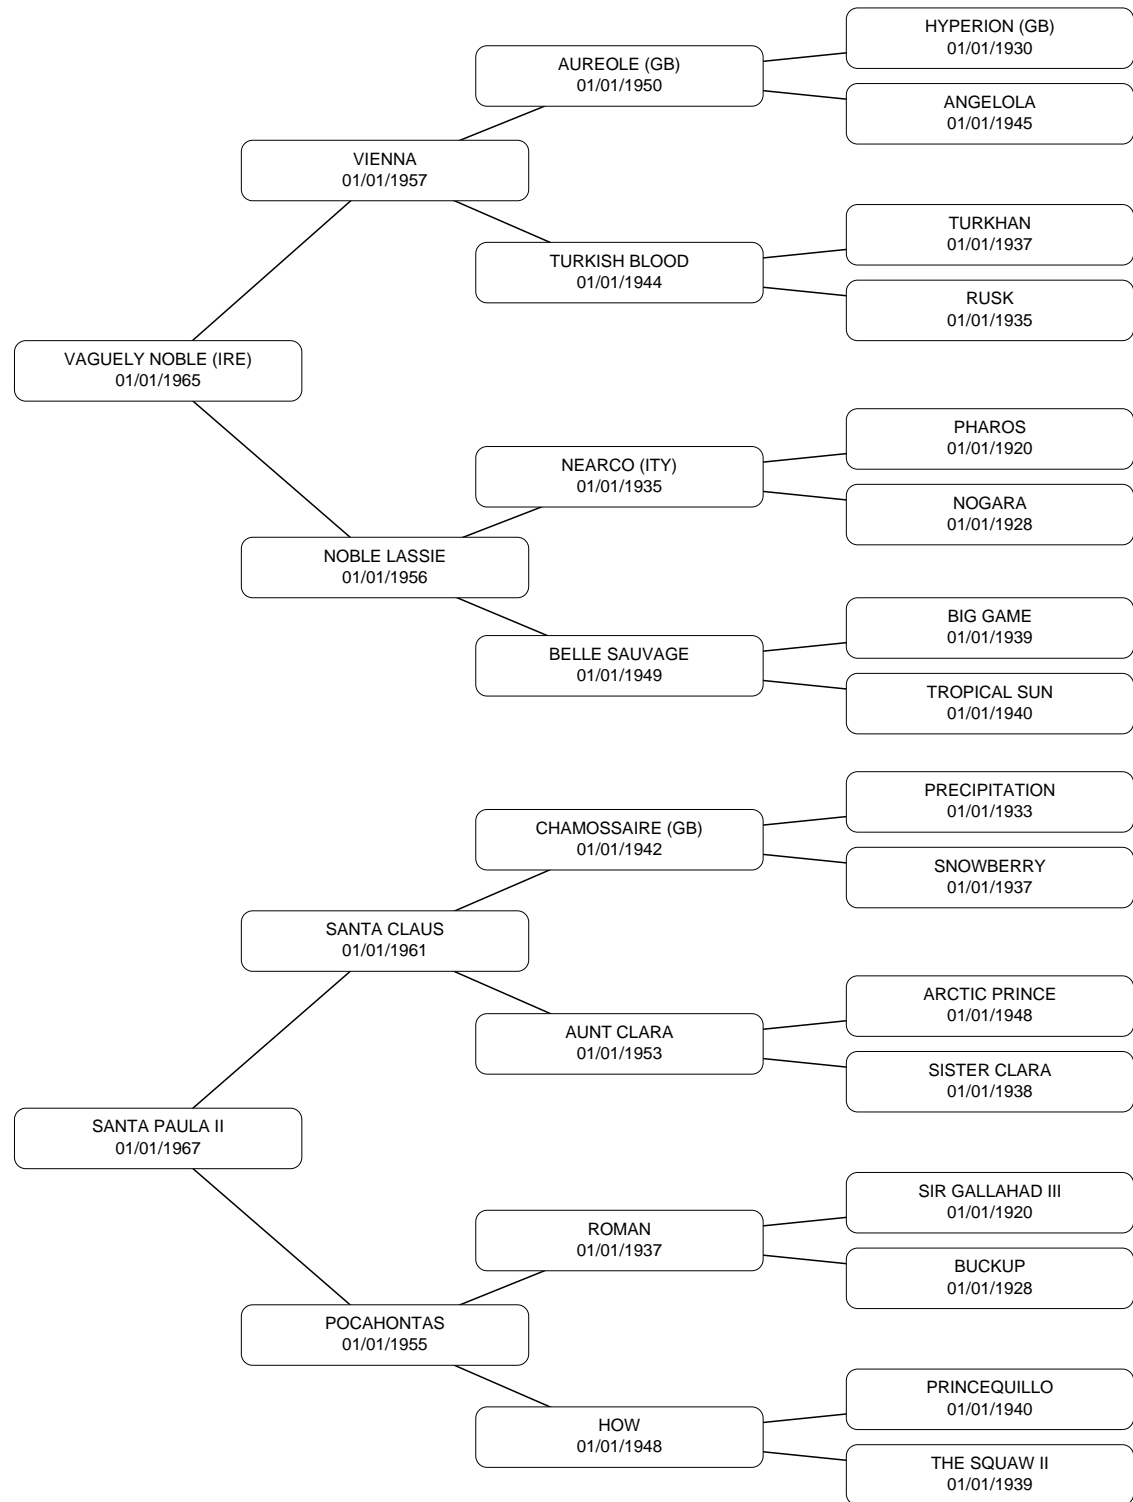 HYPERION (GB)
01/01/1930
AUREOLE (GB)
01/01/1950
ANGELOLA
01/01/1945
VIENNA
01/01/1957
TURKHAN
01/01/1937
TURKISH BLOOD
01/01/1944
RUSK
01/01/1935
VAGUELY NOBLE (IRE)
01/01/1965
PHAROS
01/01/1920
NEARCO (ITY)
01/01/1935
NOGARA
01/01/1928
NOBLE LASSIE
01/01/1956
BIG GAME
01/01/1939
BELLE SAUVAGE
01/01/1949
TROPICAL SUN
01/01/1940
PRECIPITATION
01/01/1933
CHAMOSSAIRE (GB)
01/01/1942
SNOWBERRY
01/01/1937
SANTA CLAUS
01/01/1961
ARCTIC PRINCE
01/01/1948
AUNT CLARA
01/01/1953
SISTER CLARA
01/01/1938
SANTA PAULA II
01/01/1967
SIR GALLAHAD III
01/01/1920
ROMAN
01/01/1937
BUCKUP
01/01/1928
POCAHONTAS
01/01/1955
PRINCEQUILLO
01/01/1940
HOW
01/01/1948
THE SQUAW II
01/01/1939